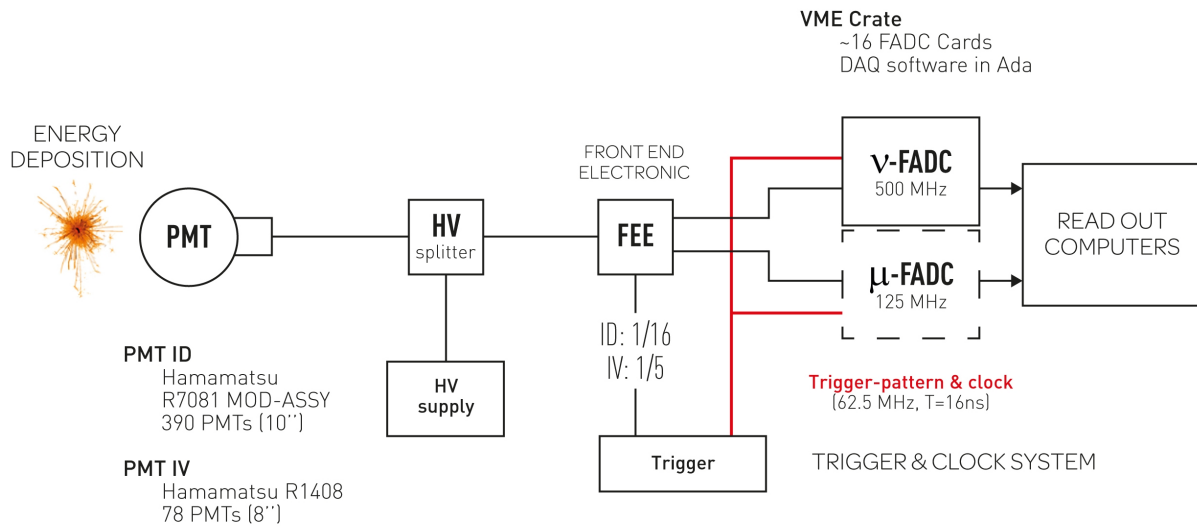 VME Crate
~16 FADC Cards
DAQ software in Ada
ENERGY
DEPOSITION
FRONT END
ELECTRONIC
PMT
HV
splitter
FEE
ν-FADC
500 MHz
μ-FADC
125 MHz
READ OUT
COMPUTERS
ID: 1/16
IV: 1/5
HV
supply
PMT ID
Hamamatsu
R7081 MOD-ASSY
390 PMTs (10’’)
Trigger-pattern & clock
(62.5 MHz, T=16ns)
Trigger
TRIGGER & CLOCK SYSTEM
PMT IV
Hamamatsu R1408
78 PMTs (8’’)